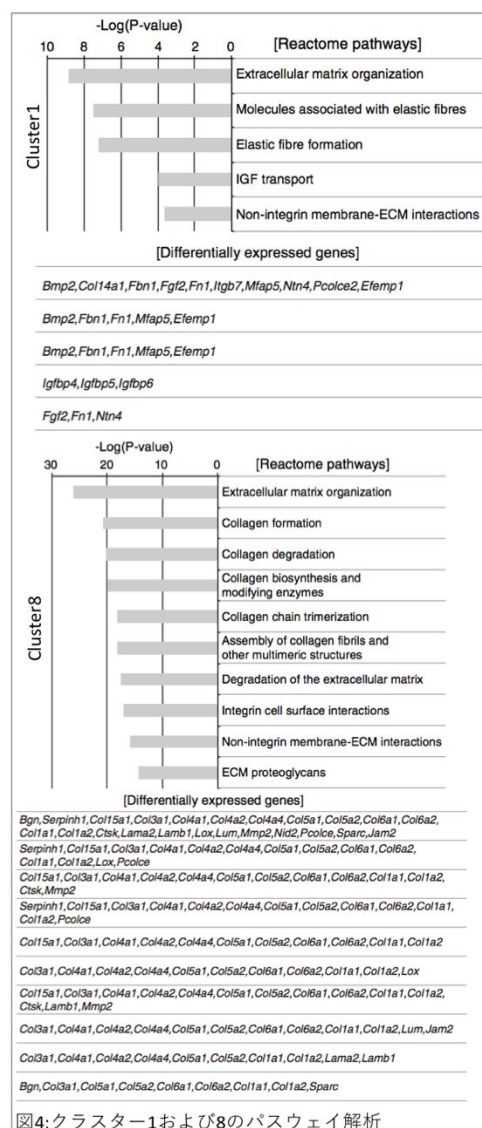 -Log(P-value)
10 8 6 4 2 0 [Reactome pathways]
Cluster1
Extracellular matrix organization
Molecules associated with elastic fibres
Elastic fibre formation
IGF transport
Non-integrin membrane-ECM interactions
[Differentially expressed genes]
Bmp2,Col14a1,Fbn1,Fgf2,Fn1,Itgb7,Mfap5,Ntn4,Pcolce2,Efemp1
Bmp2,Fbn1,Fn1,Mfap5,Efemp1
Bmp2,Fbn1,Fn1,Mfap5,Efemp1
Igfbp4,Igfbp5,Igfbp6
Fgf2,Fn1,Ntn4
-Log(P-value)
30 20 10 0 [Reactome pathways]
Cluster8
Extracellular matrix organization
Collagen formation
Collagen degradation
Collagen biosynthesis and
modifying enzymes
Collagen chain trimerization
Assembly of collagen fibrils and
other multimeric structures
Degradation of the extracellular matrix
Integrin cell surface interactions
Non-integrin membrane-ECM interactions
ECM proteoglycans
[Differentially expressed genes]
Bgn,Serpinh1,Col15a1,Col3a1,Col4a1,Col4a2,Col4a4,Col5a1,Col5a2,Col6a1,Col6a2,
Col1a1,Col1a2,Ctsk,Lama2,Lamb1,Lox,Lum,Mmp2,Nid2,Pcolce,Sparc,Jam2
Serpinh1,Col15a1,Col3a1,Col4a1,Col4a2,Col4a4,Col5a1,Col5a2,Col6a1,Col6a2,
Col1a1,Col1a2,Lox,Pcolce
Col15a1,Col3a1,Col4a1,Col4a2,Col4a4,Col5a1,Col5a2,Col6a1,Col6a2,Col1a1,Col1a2,
Ctsk,Mmp2
Serpinh1,Col15a1,Col3a1,Col4a1,Col4a2,Col4a4,Col5a1,Col5a2,Col6a1,Col6a2,Col1a1,
Col1a2,Pcolce
Col15a1,Col3a1,Col4a1,Col4a2,Col4a4,Col5a1,Col5a2,Col6a1,Col6a2,Col1a1,Col1a2
Col3a1,Col4a1,Col4a2,Col4a4,Col5a1,Col5a2,Col6a1,Col6a2,Col1a1,Col1a2,Lox
Col15a1,Col3a1,Col4a1,Col4a2,Col4a4,Col5a1,Col5a2,Col6a1,Col6a2,Col1a1,Col1a2,
Ctsk,Lamb1,Mmp2
Col3a1,Col4a1,Col4a2,Col4a4,Col5a1,Col5a2,Col6a1,Col6a2,Col1a1,Col1a2,Lum,Jam2
Col3a1,Col4a1,Col4a2,Col4a4,Col5a1,Col5a2,Col1a1,Col1a2,Lama2,Lamb1
Bgn,Col3a1,Col5a1,Col5a2,Col6a1,Col6a2,Col1a1,Col1a2,Sparc
図4:クラスター1および8のパスウェイ解析